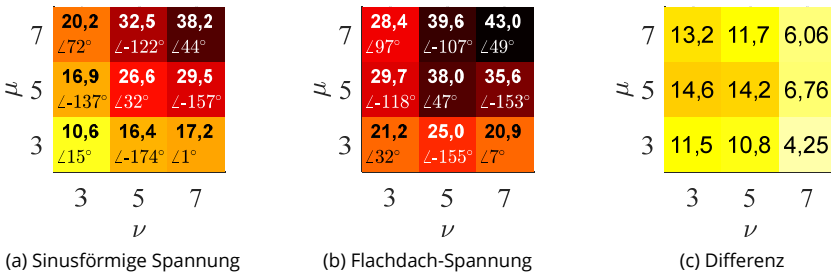 7 20,2 32,5 38,2
∠72° ∠-122° ∠44°
μ 5 16,9 26,6 29,5
∠-137° ∠32° ∠-157°
3 10,6 16,4 17,2
∠15° ∠-174° ∠1°
3 5 7
ν
(a) Sinusförmige Spannung
7 28,4 39,6 43,0
∠97° ∠-107° ∠49°
μ 5 29,7 38,0 35,6
∠-118° ∠47° ∠-153°
3 21,2 25,0 20,9
∠32° ∠-155° ∠7°
3 5 7
ν
(b) Flachdach-Spannung
7 13,2 11,7 6,06
μ 5 14,6 14,2 6,76
3 11,5 10,8 4,25
3 5 7
ν
(c) Differenz